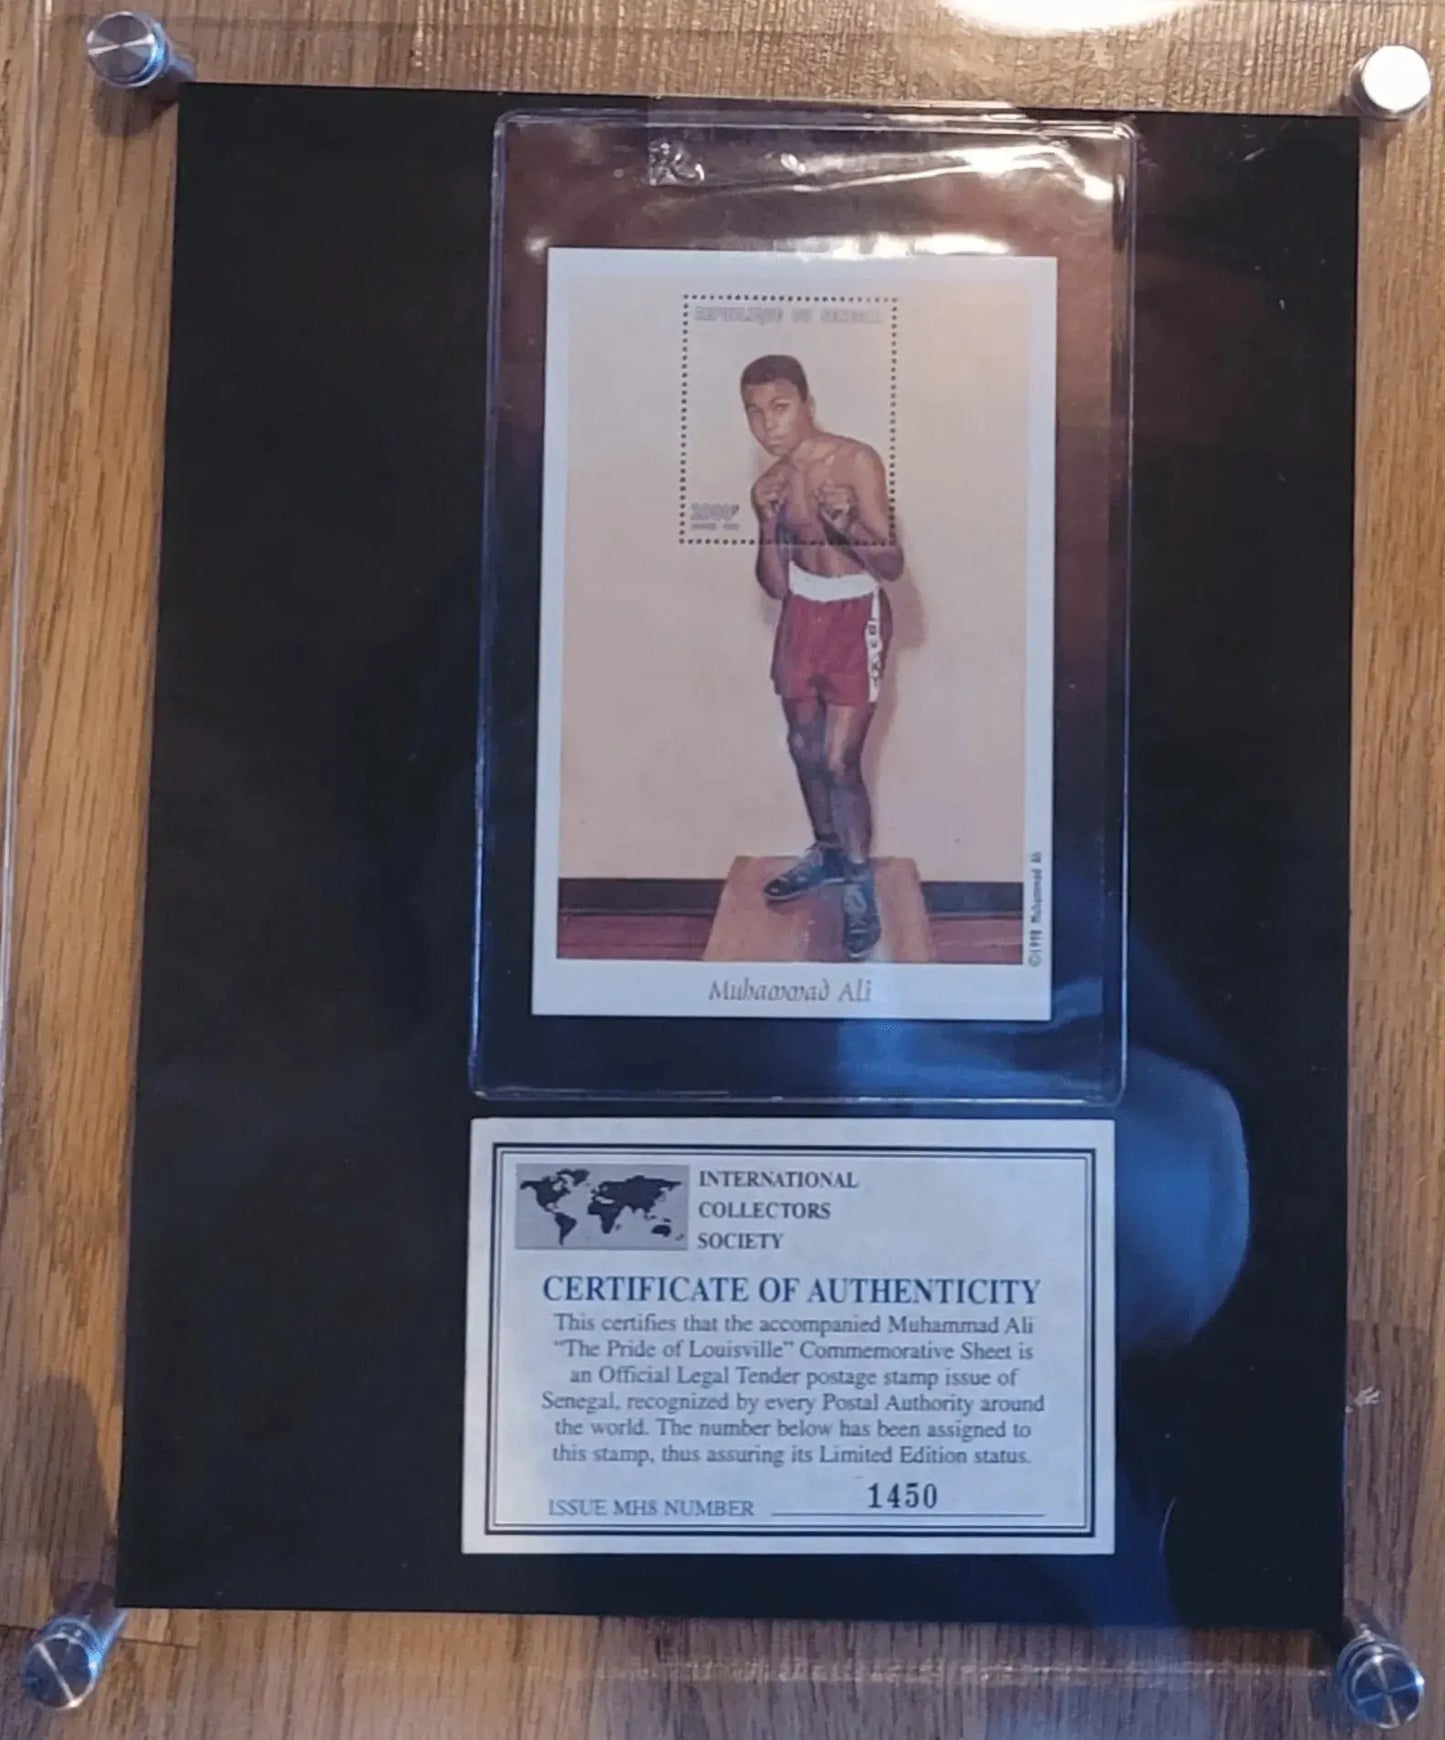 REPUBLIQUE DU SENEGAL
©1998 Muhammad Ali
Muhammad Ali
INTERNATIONAL
COLLECTORS
SOCIETY
CERTIFICATE OF AUTHENTICITY
This certifies that the accompanied Muhammad Ali
"The Pride of Louisville" Commemorative Sheet is
an Official Legal Tender postage stamp issue of
Senegal, recognized by every Postal Authority around
the world. The number below has been assigned to
this stamp, thus assuring its Limited Edition status.
ISSUE MH8 NUMBER 1450